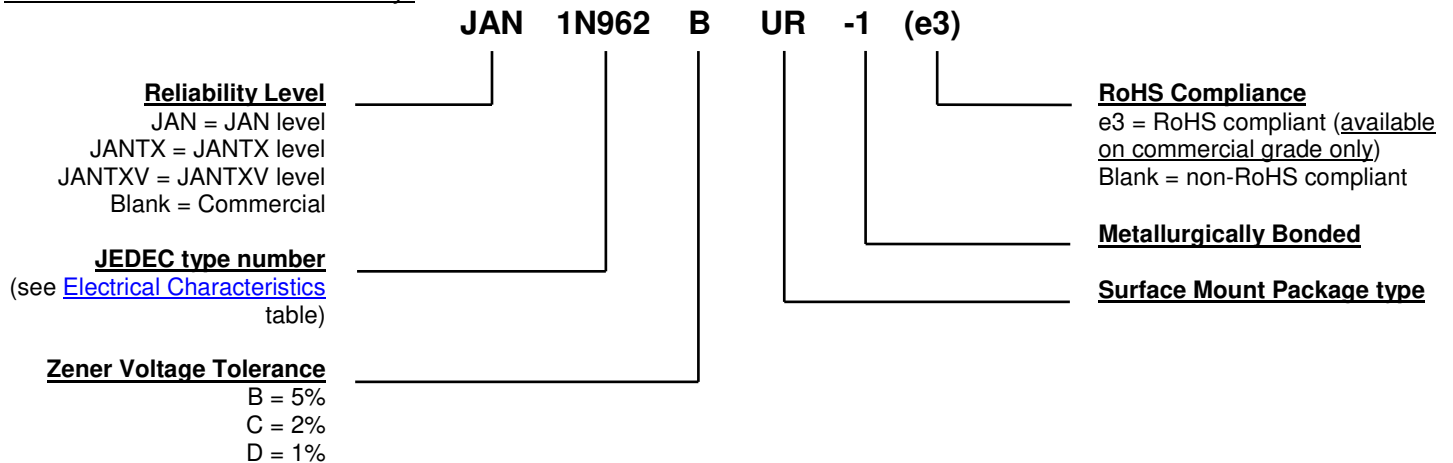 JAN 1N962 B UR -1 (e3)
Reliability Level
JAN = JAN level
JANTX = JANTX level
JANTXV = JANTXV level
Blank = Commercial
JEDEC type number
(see Electrical Characteristics
table)
Zener Voltage Tolerance
B = 5%
C = 2%
D = 1%
RoHS Compliance
e3 = RoHS compliant (available
on commercial grade only)
Blank = non-RoHS compliant
Metallurgically Bonded
Surface Mount Package type